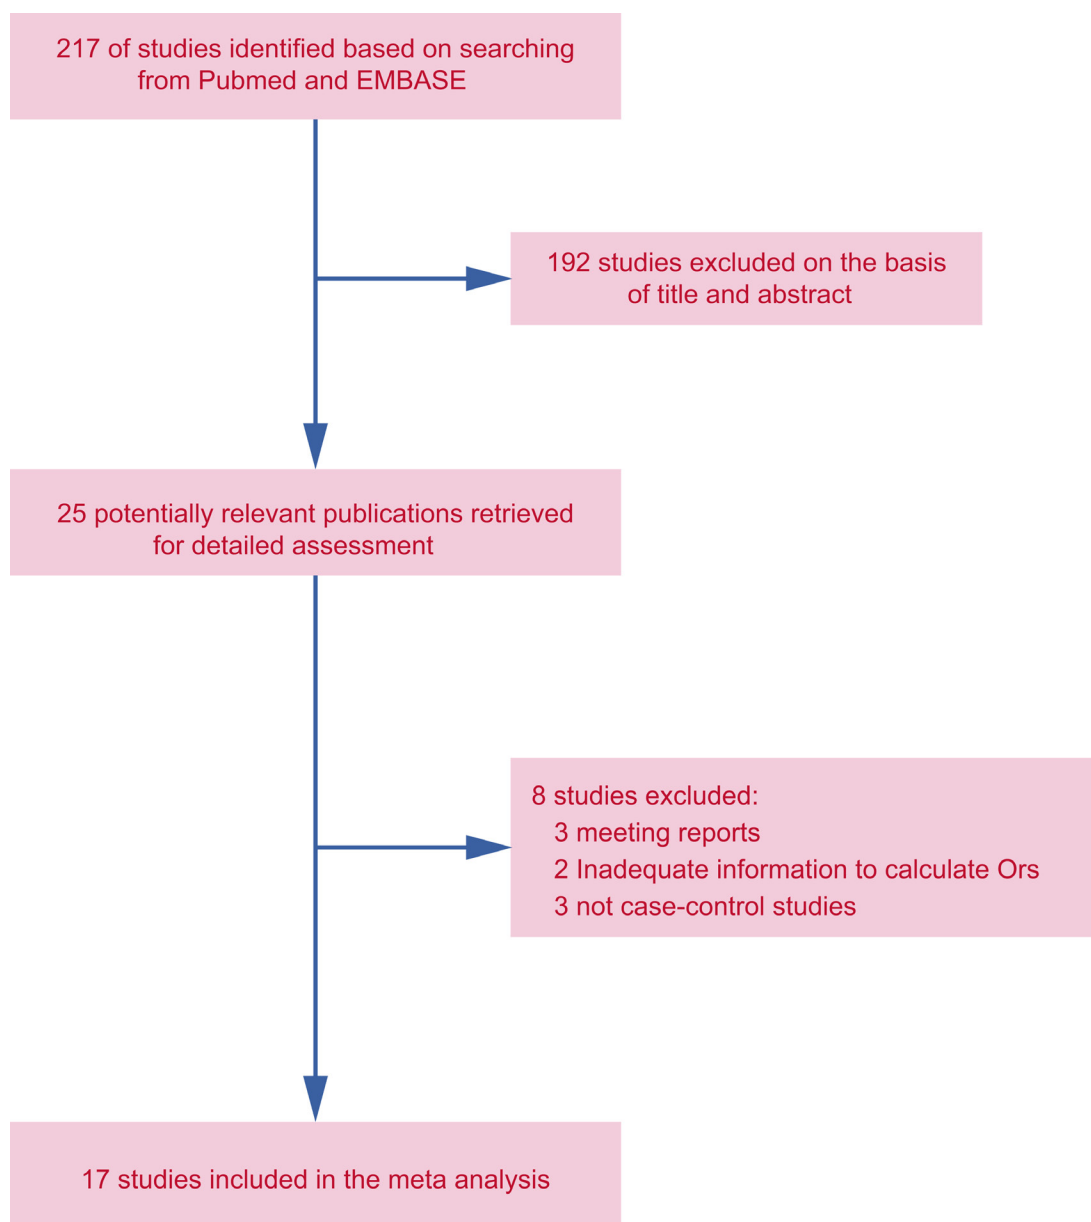 217 of studies identified based on searching
from Pubmed and EMBASE
192 studies excluded on the basis
of title and abstract
25 potentially relevant publications retrieved
for detailed assessment
8 studies excluded:
3 meeting reports
2 Inadequate information to calculate Ors
3 not case-control studies
17 studies included in the meta analysis